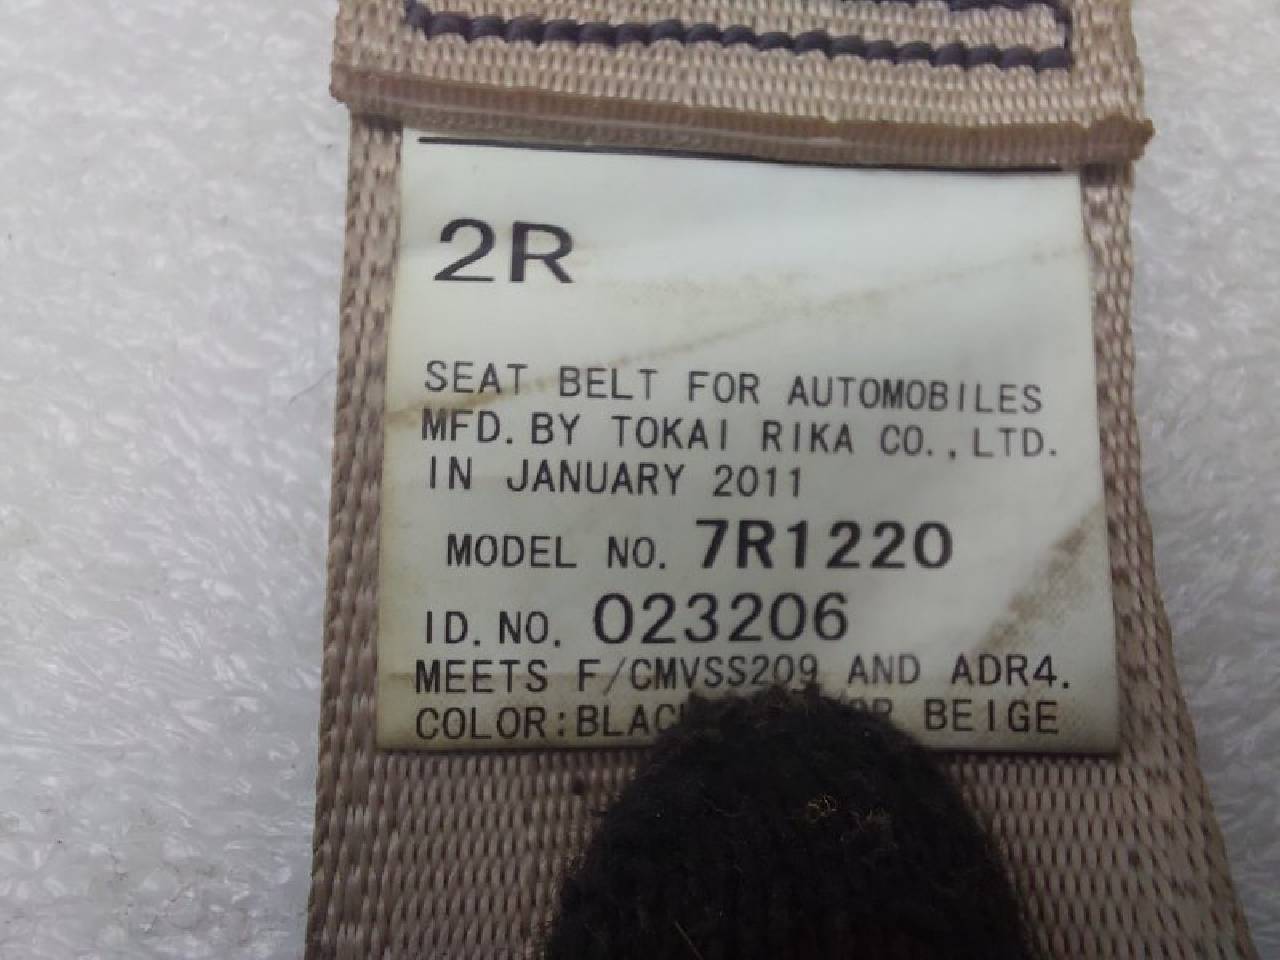 2R
SEAT BELT FOR AUTOMOBILES
MFD. BY TOKAI RIKA CO., LTD.
IN JANUARY 2011
MODEL NO. 7R1220
ID. NO. 023206
MEETS F/CMVSS209 AND ADR4.
COLOR: BEIGE